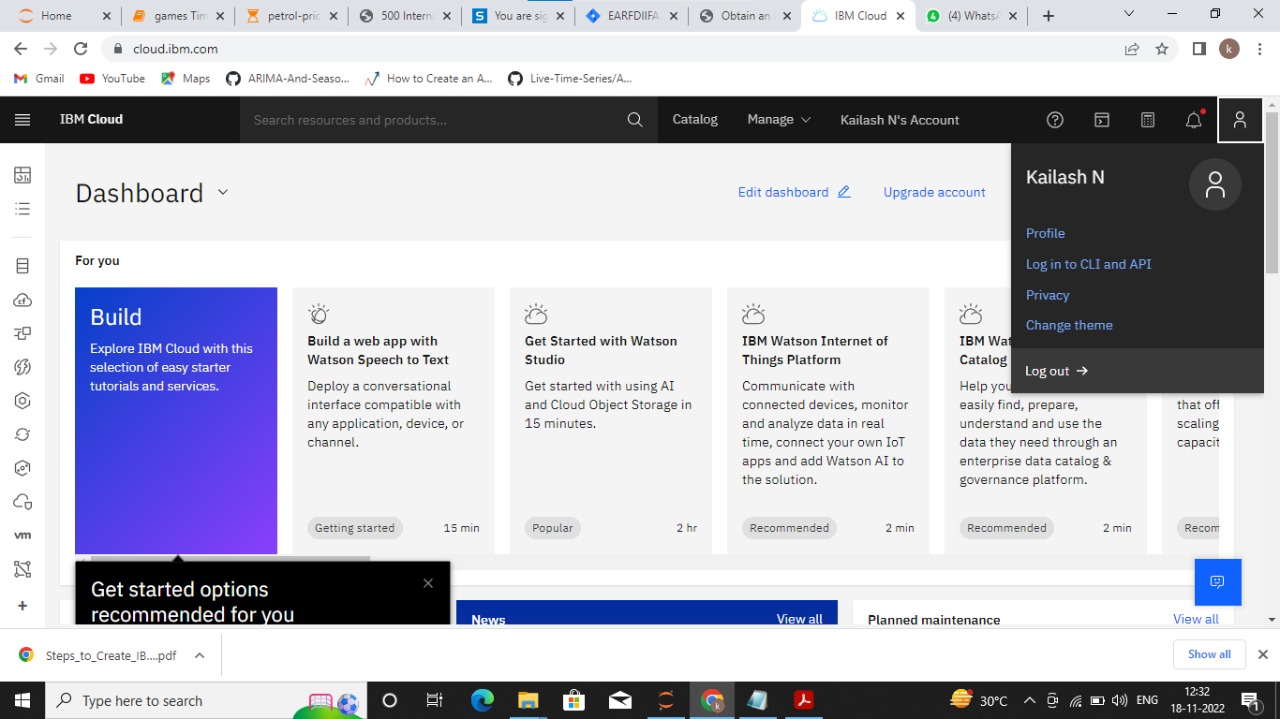 Home
games Tim
petrol-pric
500 Intern
You are sig
EARFDIIFA
Obtain an
IBM Cloud
(4) WhatsA
cloud.ibm.com
k
Gmail
YouTube
Maps
ARIMA-And-Seaso...
How to Create an A...
Live-Time-Series/A...
IBM Cloud
Search resources and products...
Catalog
Manage
Kailash N's Account
Dashboard
Edit dashboard
Upgrade account
Kailash N
Profile
Log in to CLI and API
Privacy
Change theme
Log out →
For you
Build
Explore IBM Cloud with this
selection of easy starter
tutorials and services.
Build a web app with
Watson Speech to Text
Deploy a conversational
interface compatible with
any application, device, or
channel.
Getting started
15 min
Get Started with Watson
Studio
Get started with using AI
and Cloud Object Storage in
15 minutes.
Popular
2 hr
IBM Watson Internet of
Things Platform
Communicate with
connected devices, monitor
and analyze data in real
time, connect your own IoT
apps and add Watson AI to
the solution.
Recommended
2 min
IBM Wat
Catalog
Help you
easily find, prepare,
understand and use the
data they need through an
enterprise data catalog &
governance platform.
Recommended
2 min
that off
scaling
capacit
Recom
vm
Get started options
recommended for you
News
View all
Planned maintenance
View all
Steps_to_Create_IB....pdf
Show all
Type here to search
30°C
ENG
12:32
18-11-2022
1